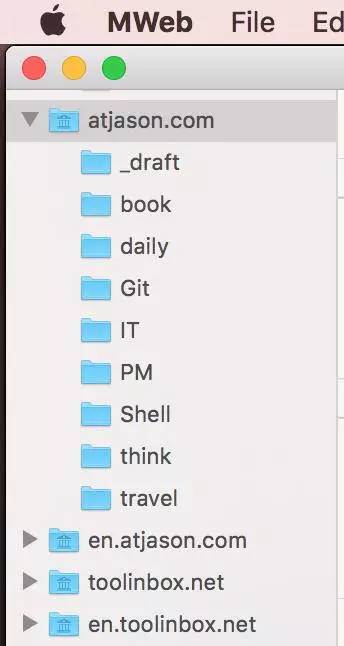 MWeb File Ed
atjason.com
_draft
book
daily
Git
IT
PM
Shell
think
travel
en.atjason.com
toolinbox.net
en.toolinbox.net